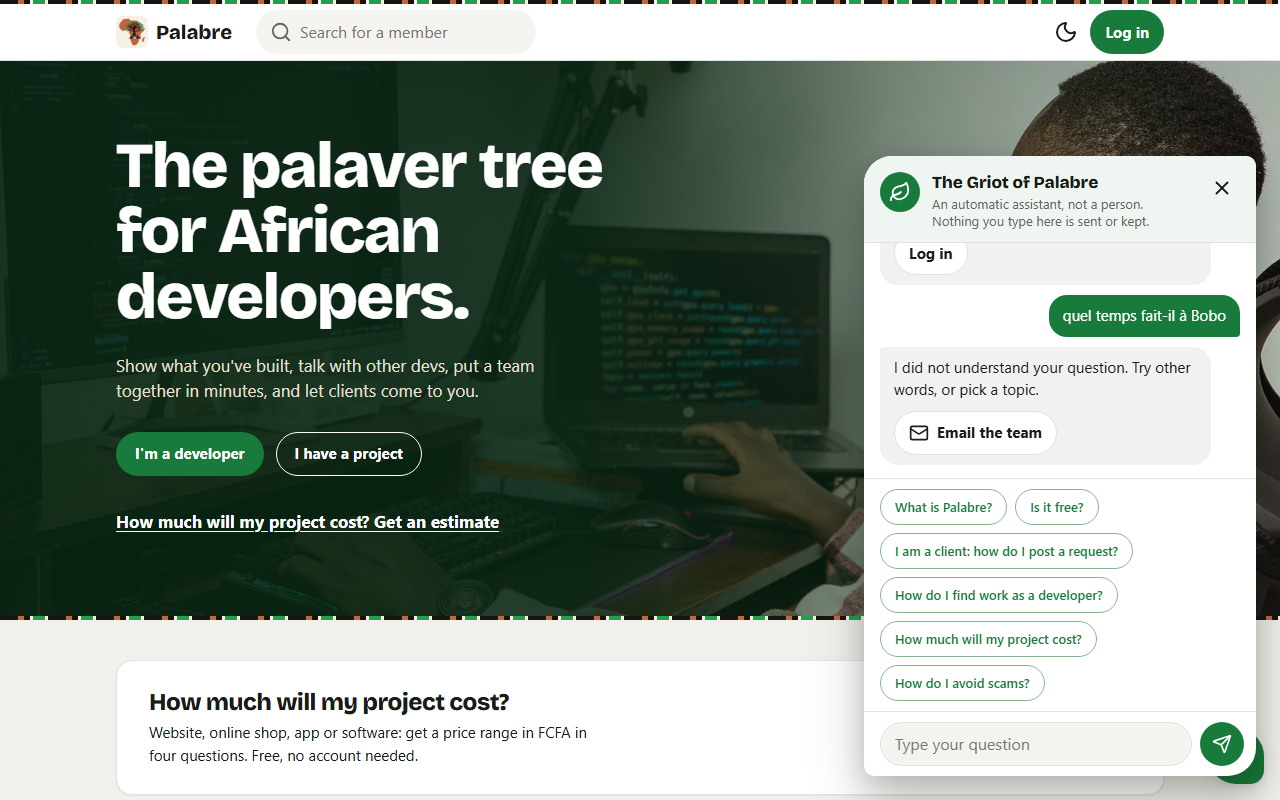 Palabre
Search for a member
Log in
The palaver tree
for African
developers.
Show what you've built, talk with other devs, put a team
together in minutes, and let clients come to you.
I'm a developer
I have a project
How much will my project cost? Get an estimate
How much will my project cost?
Website, online shop, app or software: get a price range in FCFA in
four questions. Free, no account needed.
The Griot of Palabre
An automatic assistant, not a person.
Nothing you type here is sent or kept.
Log in
quel temps fait-il à Bobo
I did not understand your question. Try other
words, or pick a topic.
Email the team
What is Palabre?
Is it free?
I am a client: how do I post a request?
How do I find work as a developer?
How much will my project cost?
How do I avoid scams?
Type your question